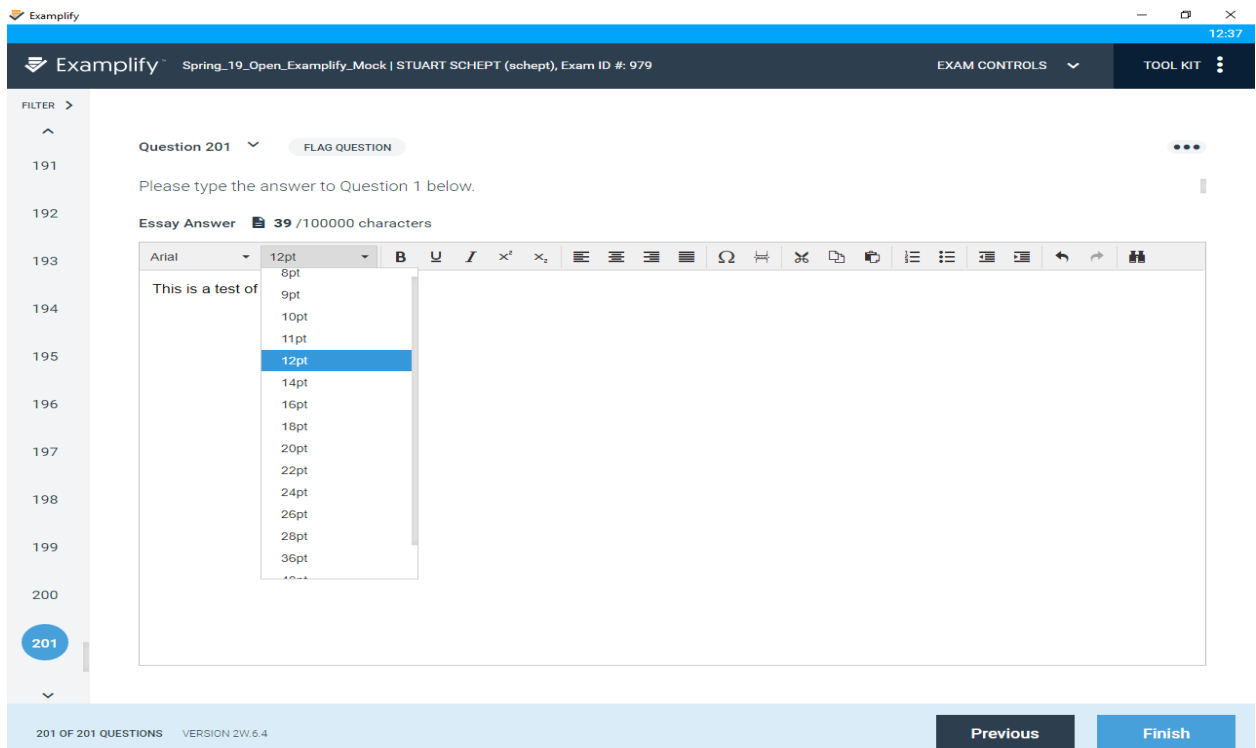 Examplify
12:37
Examplify Spring_19_Open_Examplify_Mock | STUART SCHEPT (schept), Exam ID #: 979 EXAM CONTROLS TOOL KIT
FILTER
Question 201 FLAG QUESTION
191
Please type the answer to Question 1 below.
192
Essay Answer 39 /100000 characters
193
Arial 12pt B U I x² x₂ Ω
This is a test of
8pt
9pt
10pt
11pt
12pt
14pt
16pt
18pt
20pt
22pt
24pt
26pt
28pt
36pt
194
195
196
197
198
199
200
201
201 OF 201 QUESTIONS VERSION 2W.6.4 Previous Finish